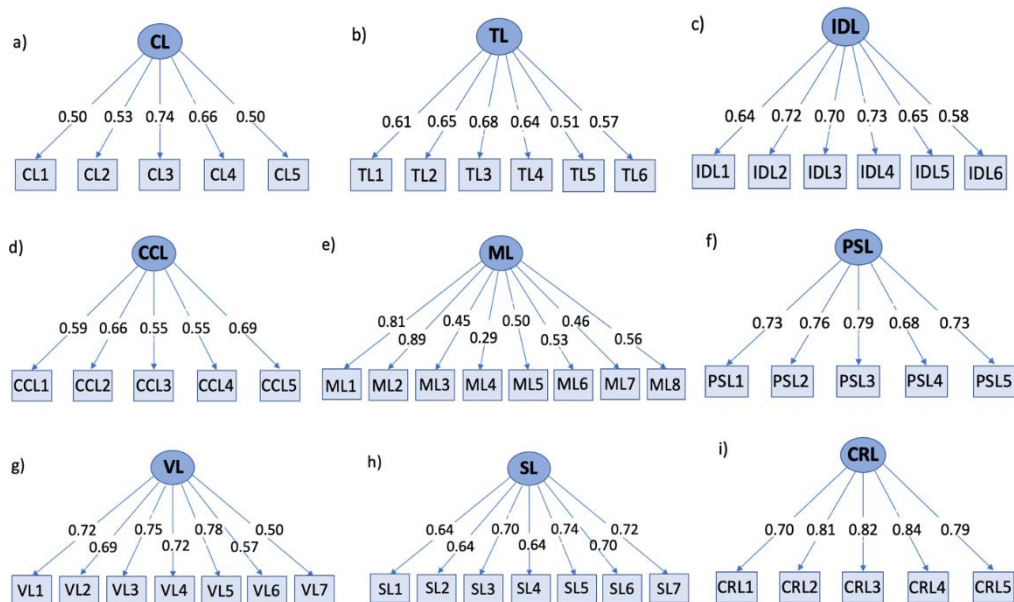 a)
CL
0.50 0.53 0.74 0.66 0.50
CL1 CL2 CL3 CL4 CL5
b)
TL
0.61 0.65 0.68 0.64 0.51 0.57
TL1 TL2 TL3 TL4 TL5 TL6
c)
IDL
0.64 0.72 0.70 0.73 0.65 0.58
IDL1 IDL2 IDL3 IDL4 IDL5 IDL6
d)
CCL
0.59 0.66 0.55 0.55 0.69
CCL1 CCL2 CCL3 CCL4 CCL5
e)
ML
0.81 0.89 0.45 0.29 0.50 0.53 0.46 0.56
ML1 ML2 ML3 ML4 ML5 ML6 ML7 ML8
f)
PSL
0.73 0.76 0.79 0.68 0.73
PSL1 PSL2 PSL3 PSL4 PSL5
g)
VL
0.72 0.69 0.75 0.72 0.78 0.57 0.50
VL1 VL2 VL3 VL4 VL5 VL6 VL7
h)
SL
0.64 0.64 0.70 0.64 0.74 0.70 0.72
SL1 SL2 SL3 SL4 SL5 SL6 SL7
i)
CRL
0.70 0.81 0.82 0.84 0.79
CRL1 CRL2 CRL3 CRL4 CRL5